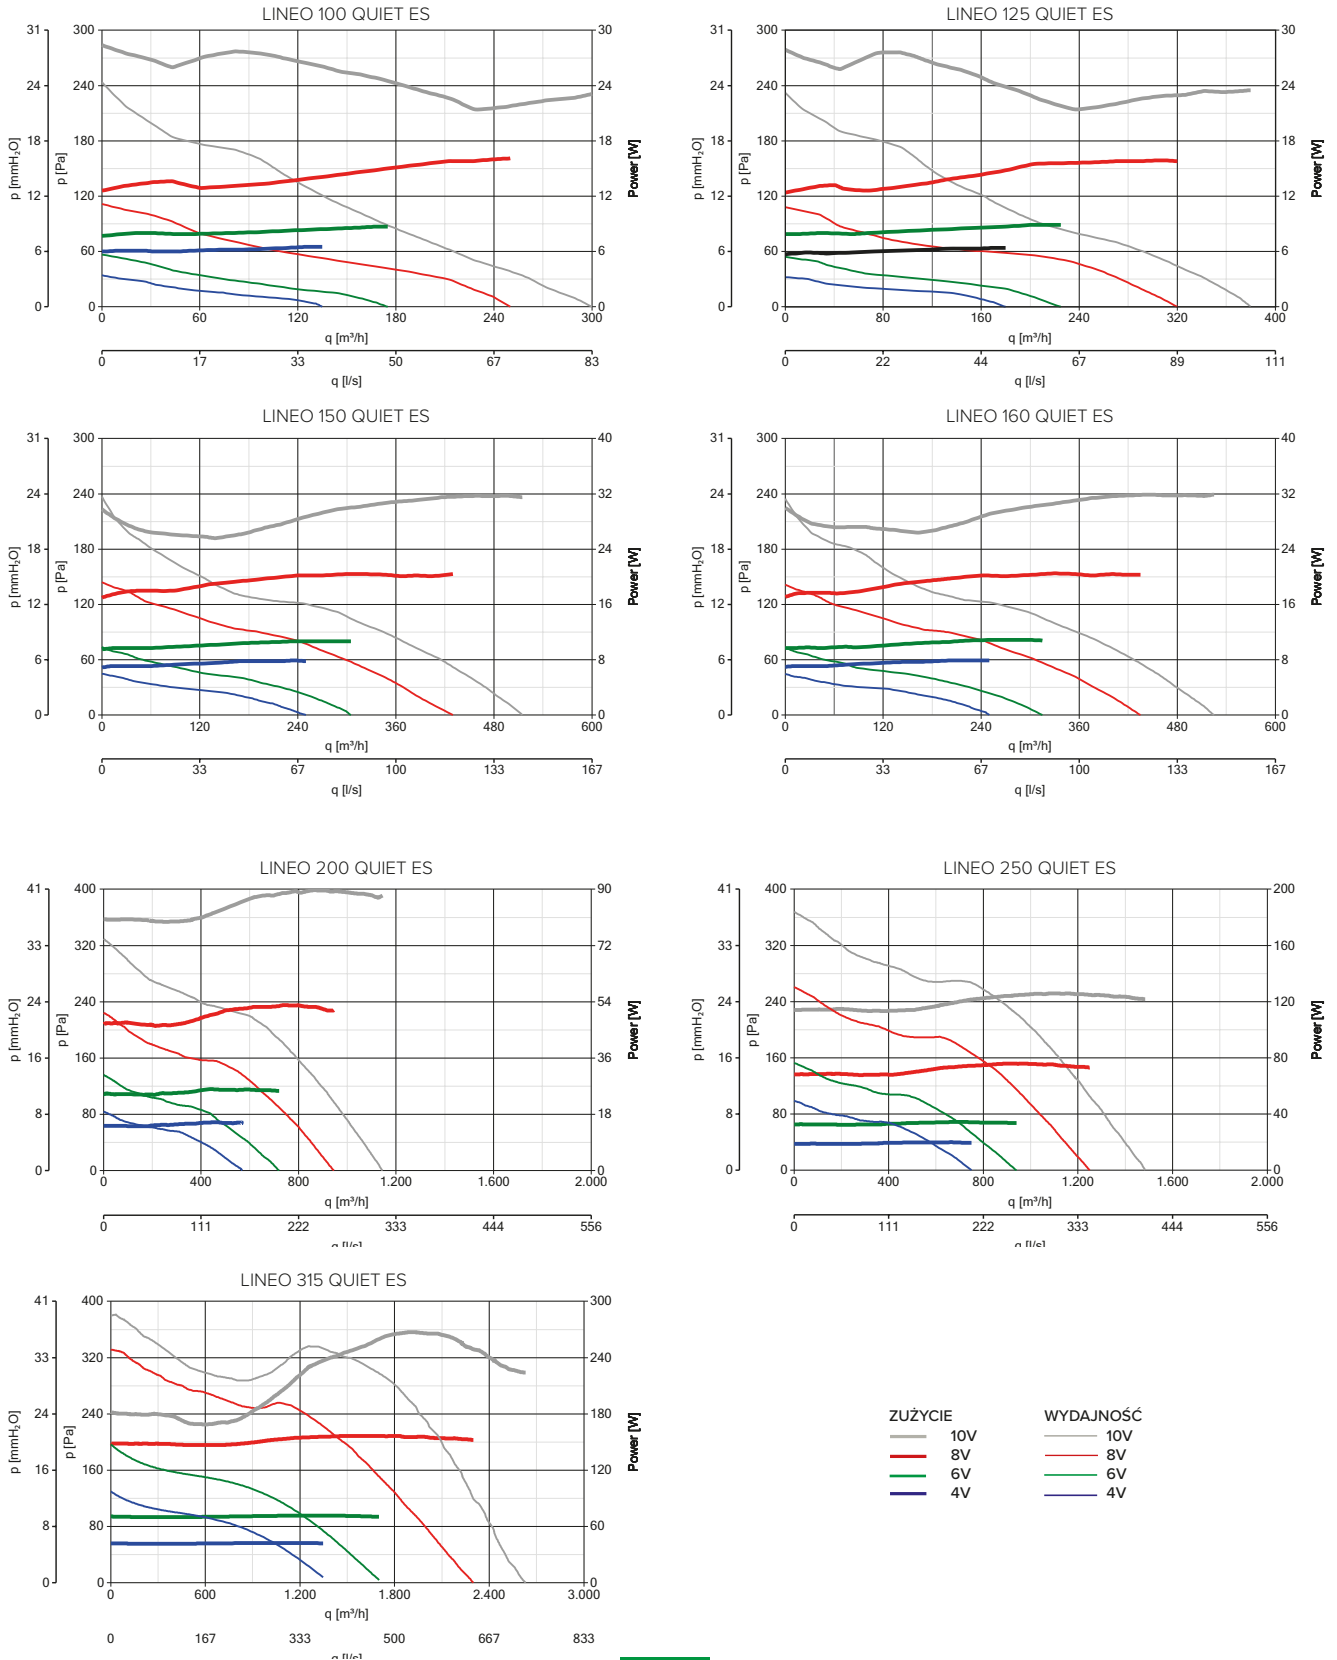 LINEO 100 QUIET ES
31 24 18 12 6 0
p [mmH₂O]
300 240 180 120 60 0
p [Pa]
30 24 18 12 6 0
Power [W]
0 60 120 180 240 300
q [m³/h]
0 17 33 50 67 83
q [l/s]
LINEO 125 QUIET ES
31 24 18 12 6 0
p [mmH₂O]
300 240 180 120 60 0
p [Pa]
30 24 18 12 6 0
Power [W]
0 80 160 240 320 400
q [m³/h]
0 22 44 67 89 111
q [l/s]
LINEO 150 QUIET ES
31 24 18 12 6 0
p [mmH₂O]
300 240 180 120 60 0
p [Pa]
40 32 24 16 8 0
Power [W]
0 120 240 360 480 600
q [m³/h]
0 33 67 100 133 167
q [l/s]
LINEO 160 QUIET ES
31 24 18 12 6 0
p [mmH₂O]
300 240 180 120 60 0
p [Pa]
40 32 24 16 8 0
Power [W]
0 120 240 360 480 600
q [m³/h]
0 33 67 100 133 167
q [l/s]
LINEO 200 QUIET ES
41 33 24 16 8 0
p [mmH₂O]
400 320 240 160 80 0
p [Pa]
90 72 54 36 18 0
Power [W]
0 400 800 1.200 1.600 2.000
q [m³/h]
0 111 222 333 444 556
q [l/s]
LINEO 250 QUIET ES
41 33 24 16 8 0
p [mmH₂O]
400 320 240 160 80 0
p [Pa]
200 160 120 80 40 0
Power [W]
0 400 800 1.200 1.600 2.000
q [m³/h]
0 111 222 333 444 556
q [l/s]
LINEO 315 QUIET ES
41 33 24 16 8 0
p [mmH₂O]
400 320 240 160 80 0
p [Pa]
300 240 180 120 60 0
Power [W]
0 600 1.200 1.800 2.400 3.000
q [m³/h]
0 167 333 500 667 833
q [l/s]
ZUŻYCIE
10V
8V
6V
4V
WYDAJNOŚĆ
10V
8V
6V
4V